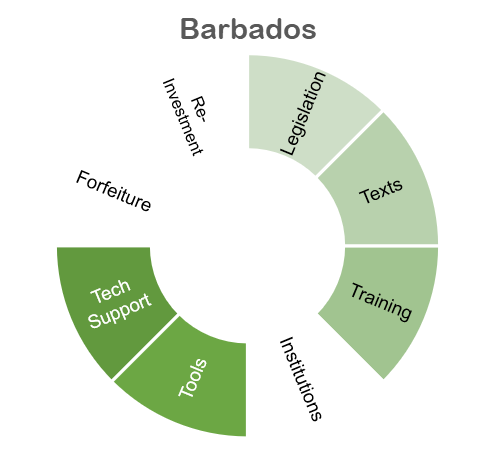 Barbados
Legislation
Texts
Training
Institutions
Tools
Tech
Support
Forfeiture
Re-
Investment